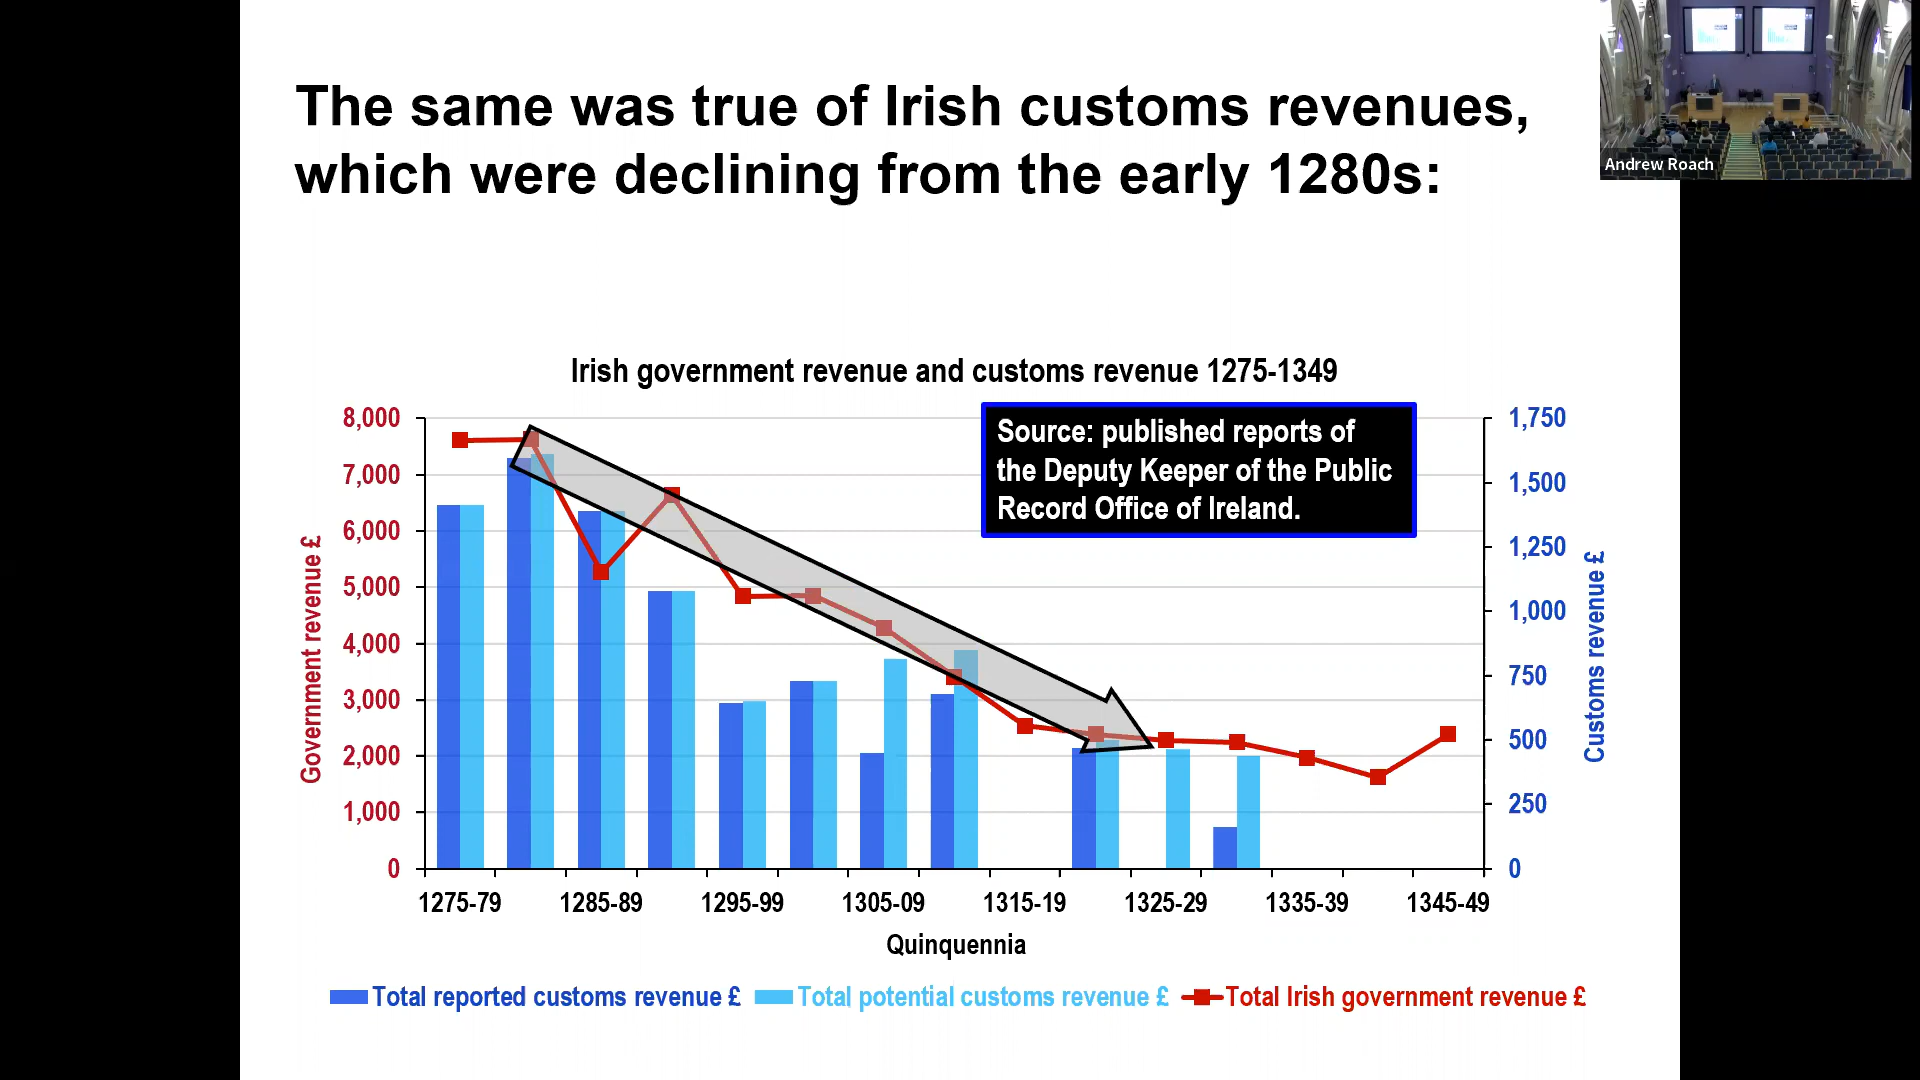 The same was true of Irish customs revenues,
which were declining from the early 1280s:
Andrew Roach
Irish government revenue and customs revenue 1275-1349
Source: published reports of
the Deputy Keeper of the Public
Record Office of Ireland.
Government revenue £
8,000
7,000
6,000
5,000
4,000
3,000
2,000
1,000
0
1,750
1,500
1,250
1,000
750
500
250
0
Customs revenue £
1275-79 1285-89 1295-99 1305-09 1315-19 1325-29 1335-39 1345-49
Quinquennia
Total reported customs revenue £ Total potential customs revenue £ Total Irish government revenue £